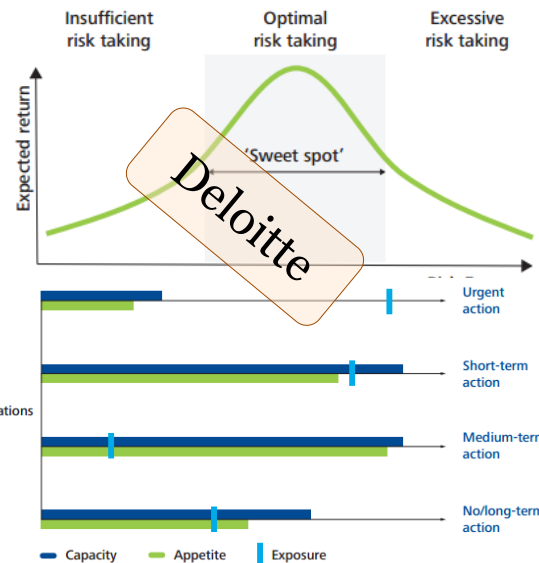 Insufficient
risk taking
Optimal
risk taking
Excessive
risk taking
Expected return
'Sweet spot'
Deloitte
Urgent
action
Short-term
action
ations
Medium-term
action
No/long-term
action
Capacity
Appetite
Exposure